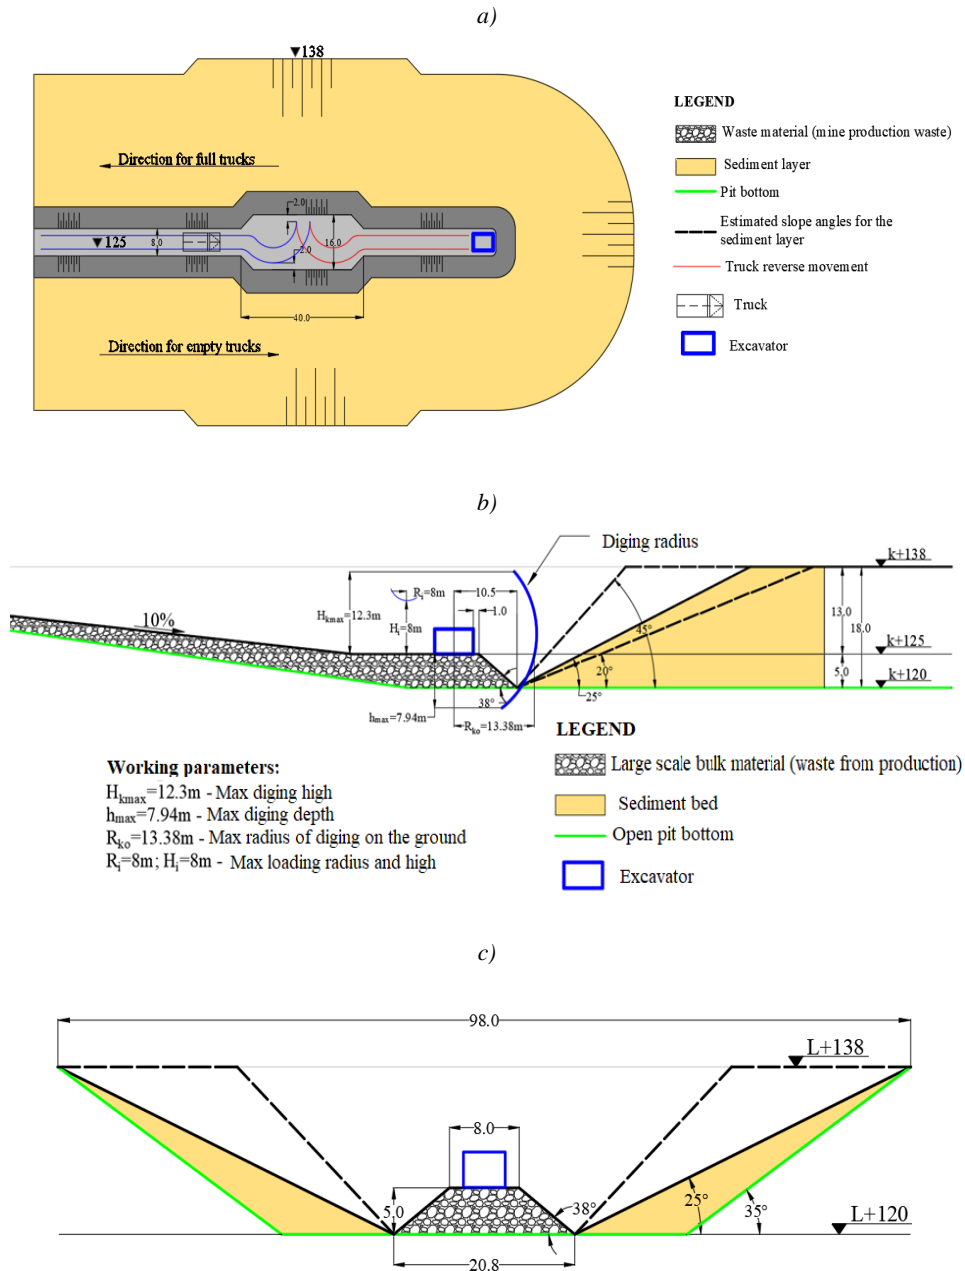 a)
▼138
LEGEND
Waste material (mine production waste)
Sediment layer
Pit bottom
Estimated slope angles for the
sediment layer
Truck reverse movement
Truck
Excavator
Direction for full trucks
2.0
▼125
8.0
16.0
2.0
40.0
Direction for empty trucks
b)
Diging radius
k+138
10%
Hkmax=12.3m
Ri=8m
Hi=8m
10.5
1.0
45°
13.0
18.0
k+125
20°
5.0
25°
k+120
38°
hmax=7.94m
Rko=13.38m
LEGEND
Large scale bulk material (waste from production)
Sediment bed
Open pit bottom
Excavator
Working parameters:
Hkmax=12.3m - Max diging high
hmax=7.94m - Max diging depth
Rko=13.38m - Max radius of diging on the ground
Ri=8m; Hi=8m - Max loading radius and high
c)
98.0
L+138
8.0
5.0
38°
25°
35°
L+120
20.8